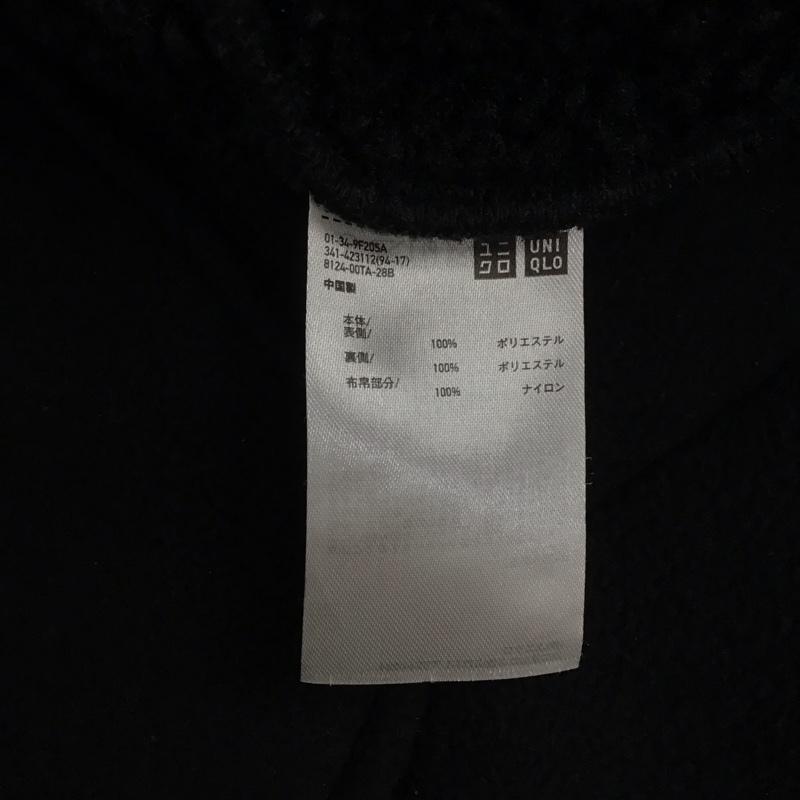 01-34-9F205A
341-423112(94-17)
8124-00TA-28B
中国製
ユニ
クロ
UNI
QLO
本体/
表側/
100% ポリエステル
裏側/
100% ポリエステル
布帛部分/
100% ナイロン